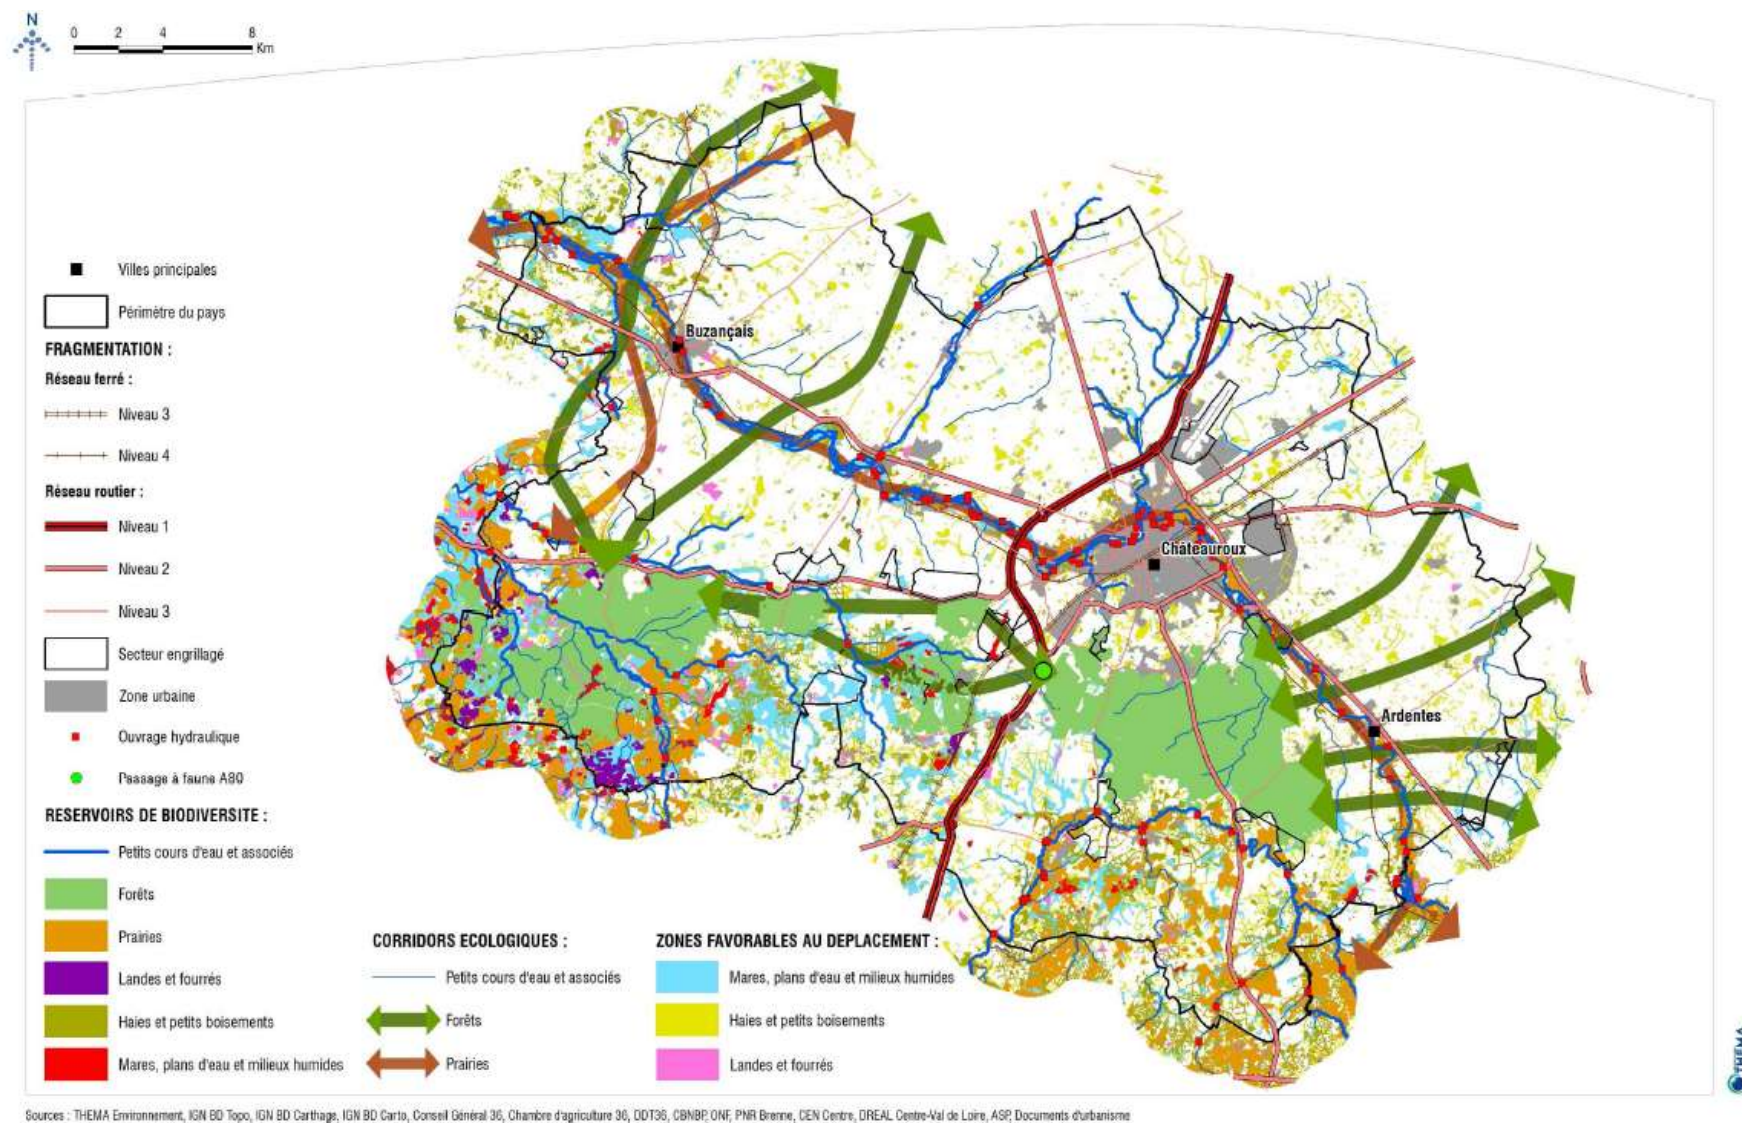 N
0 2 4 8
Km
Villes principales
Périmètre du pays
FRAGMENTATION :
Réseau ferré :
Niveau 3
Niveau 4
Réseau routier :
Niveau 1
Niveau 2
Niveau 3
Secteur engrillagé
Zone urbaine
Ouvrage hydraulique
Passage à faune A20
RESERVOIRS DE BIODIVERSITE :
Petits cours d'eau et associés
Forêts
Prairies
Landes et fourrés
Haies et petits boisements
Mares, plans d'eau et milieux humides
CORRIDORS ECOLOGIQUES :
Petits cours d'eau et associés
Forêts
Prairies
ZONES FAVORABLES AU DEPLACEMENT :
Mares, plans d'eau et milieux humides
Haies et petits boisements
Landes et fourrés
Buzançais
Châteauroux
Ardentes
THEMA
Sources : THEMA Environnement, IGN BD Topo, IGN BD Carthage, IGN BD Carto, Conseil Général 36, Chambre d'agriculture 36, DDT36, CBNBP, ONF, PNR Brenne, CEN Centre, DREAL Centre-Val de Loire, ASP, Documents d'urbanisme